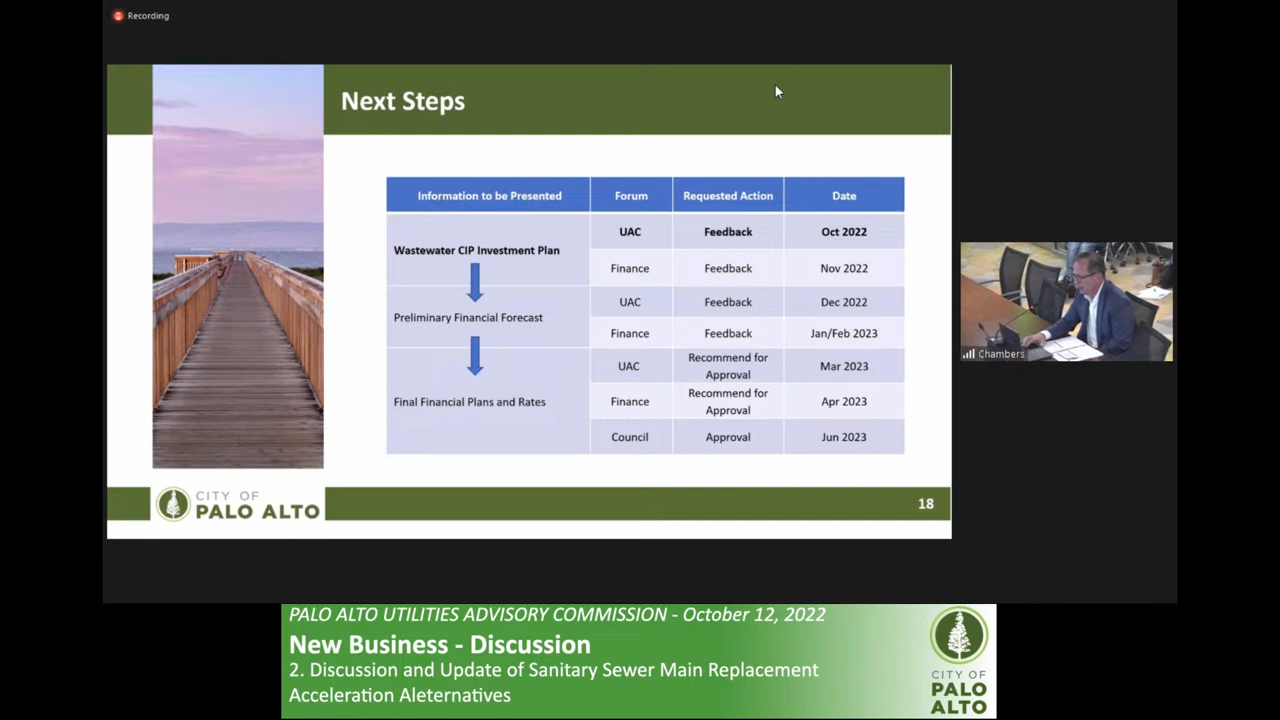 Recording
Next Steps
Information to be Presented Forum Requested Action Date
Wastewater CIP Investment Plan UAC Feedback Oct 2022
Finance Feedback Nov 2022
Preliminary Financial Forecast UAC Feedback Dec 2022
Finance Feedback Jan/Feb 2023
Final Financial Plans and Rates UAC Recommend for Approval Mar 2023
Finance Recommend for Approval Apr 2023
Council Approval Jun 2023
CITY OF
PALO ALTO
18
Chambers
PALO ALTO UTILITIES ADVISORY COMMISSION - October 12, 2022
New Business - Discussion
2. Discussion and Update of Sanitary Sewer Main Replacement
Acceleration Aleternatives
CITY OF
PALO
ALTO